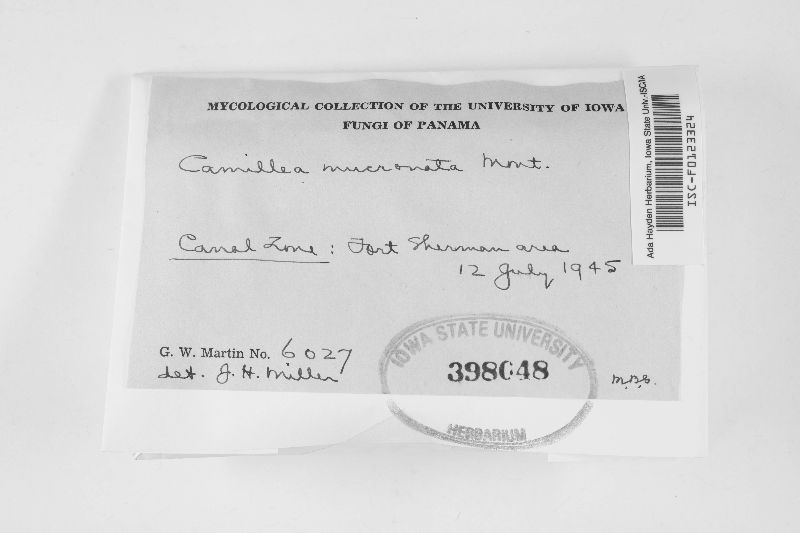 MYCOLOGICAL COLLECTION OF THE UNIVERSITY OF IOWA
FUNGI OF PANAMA
Camillea mucronata Mont.
Canal Zone: Fort Sherman area
12 July 1945
G. W. Martin No. 6027
det. J. H. Miller
IOWA STATE UNIVERSITY
398048
HERBARIUM
Ada Hayden Herbarium, Iowa State Univ.-ISC/IA
ISC-F0123324